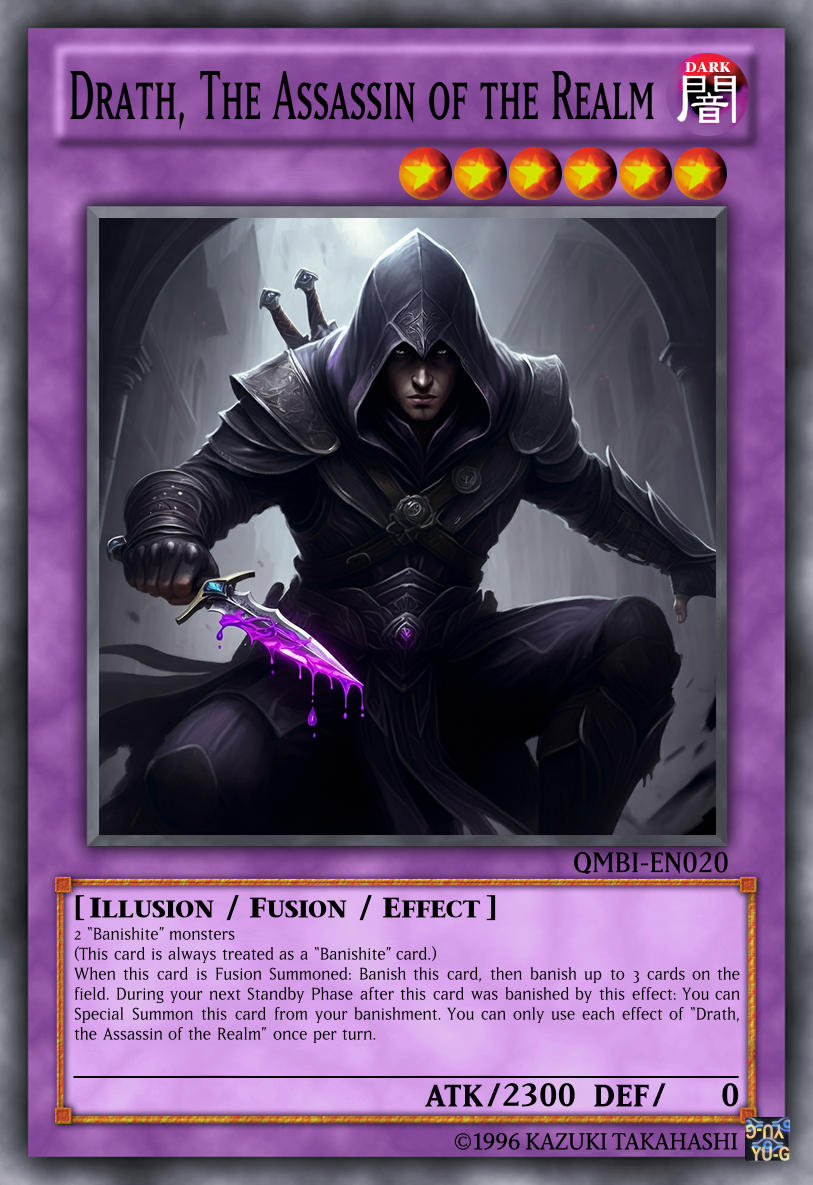 Drath, The Assassin of the Realm
DARK
闇
QMBI-EN020
[ Illusion / Fusion / Effect ]
2 "Banishite" monsters
(This card is always treated as a "Banishite" card.)
When this card is Fusion Summoned: Banish this card, then banish up to 3 cards on the
field. During your next Standby Phase after this card was banished by this effect: You can
Special Summon this card from your banishment. You can only use each effect of "Drath,
the Assassin of the Realm" once per turn.
ATK/2300 DEF/ 0
©1996 KAZUKI TAKAHASHI
YU-G
YU-G